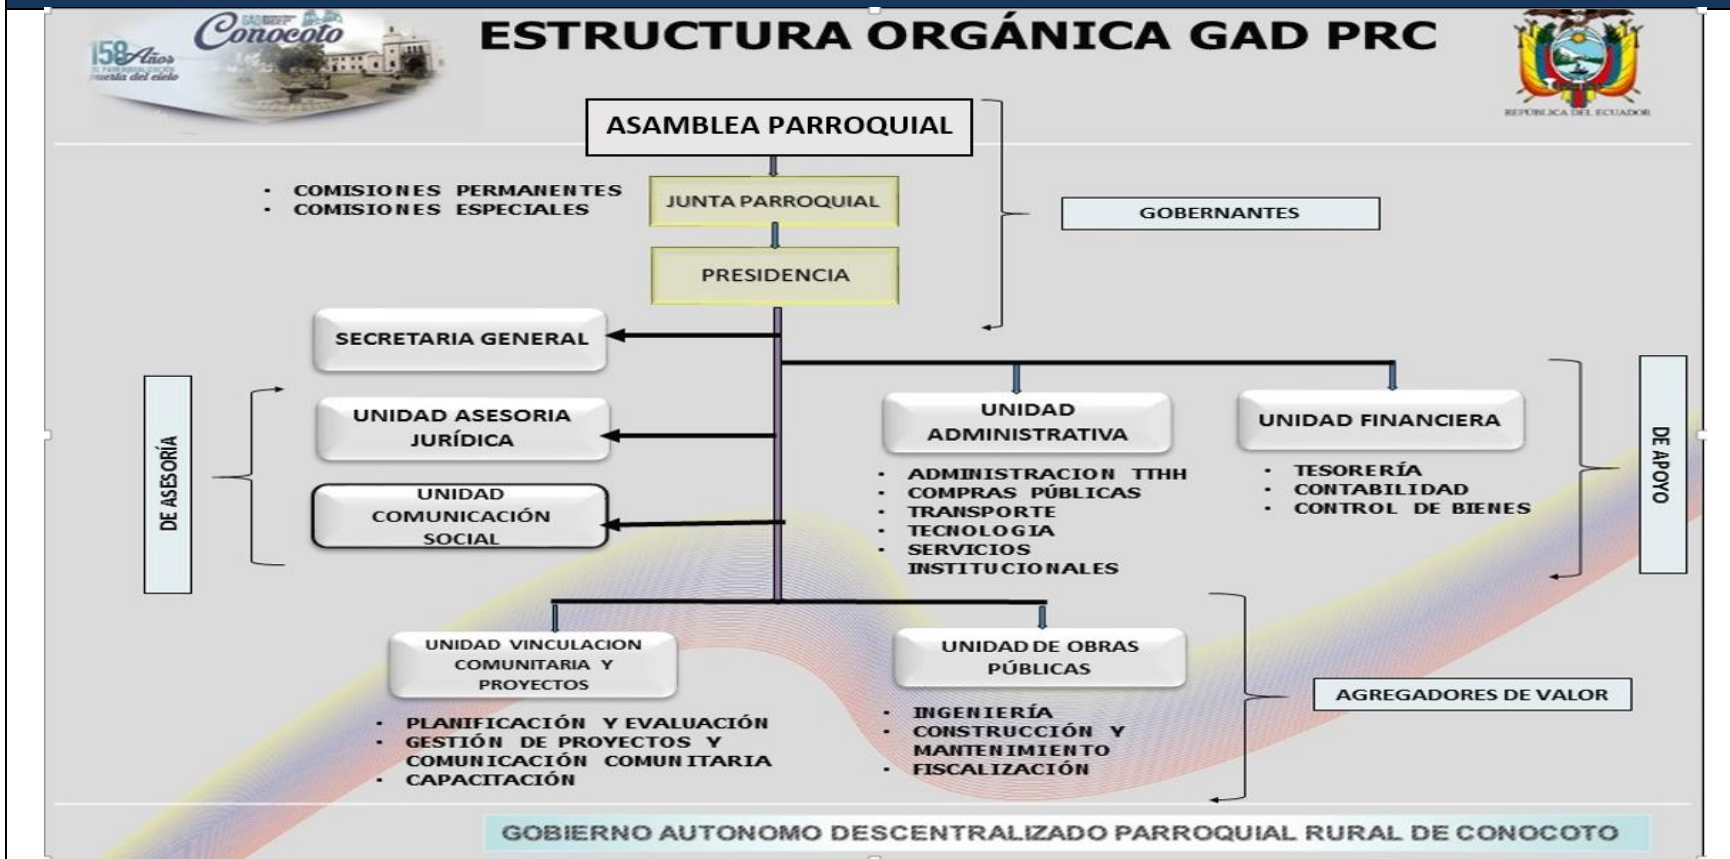 Conocoto
158 Años
ESTRUCTURA ORGÁNICA GAD PRC
REPÚBLICA DEL ECUADOR
ASAMBLEA PARROQUIAL
• COMISIONES PERMANENTES
• COMISIONES ESPECIALES
JUNTA PARROQUIAL
GOBERNANTES
PRESIDENCIA
SECRETARIA GENERAL
DE ASESORÍA
UNIDAD ASESORIA
JURÍDICA
UNIDAD
COMUNICACIÓN
SOCIAL
UNIDAD
ADMINISTRATIVA
• ADMINISTRACION TTHH
• COMPRAS PÚBLICAS
• TRANSPORTE
• TECNOLOGIA
• SERVICIOS
INSTITUCIONALES
UNIDAD FINANCIERA
• TESORERÍA
• CONTABILIDAD
• CONTROL DE BIENES
DE APOYO
UNIDAD VINCULACION
COMUNITARIA Y
PROYECTOS
• PLANIFICACIÓN Y EVALUACIÓN
• GESTIÓN DE PROYECTOS Y
COMUNICACIÓN COMUNITARIA
• CAPACITACIÓN
UNIDAD DE OBRAS
PÚBLICAS
• INGENIERÍA
• CONSTRUCCIÓN Y
MANTENIMIENTO
• FISCALIZACIÓN
AGREGADORES DE VALOR
GOBIERNO AUTONOMO DESCENTRALIZADO PARROQUIAL RURAL DE CONOCOTO